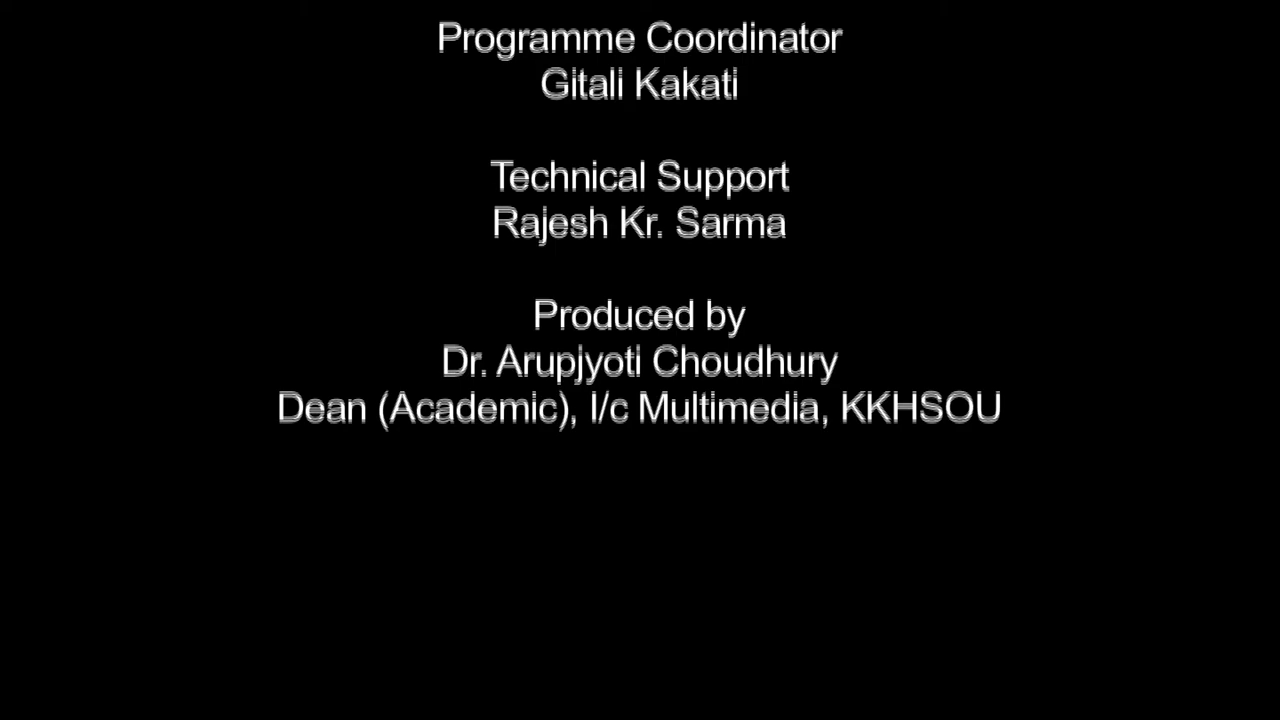 Programme Coordinator
Gitali Kakati
Technical Support
Rajesh Kr. Sarma
Produced by
Dr. Arupjyoti Choudhury
Dean (Academic), I/c Multimedia, KKHSOU